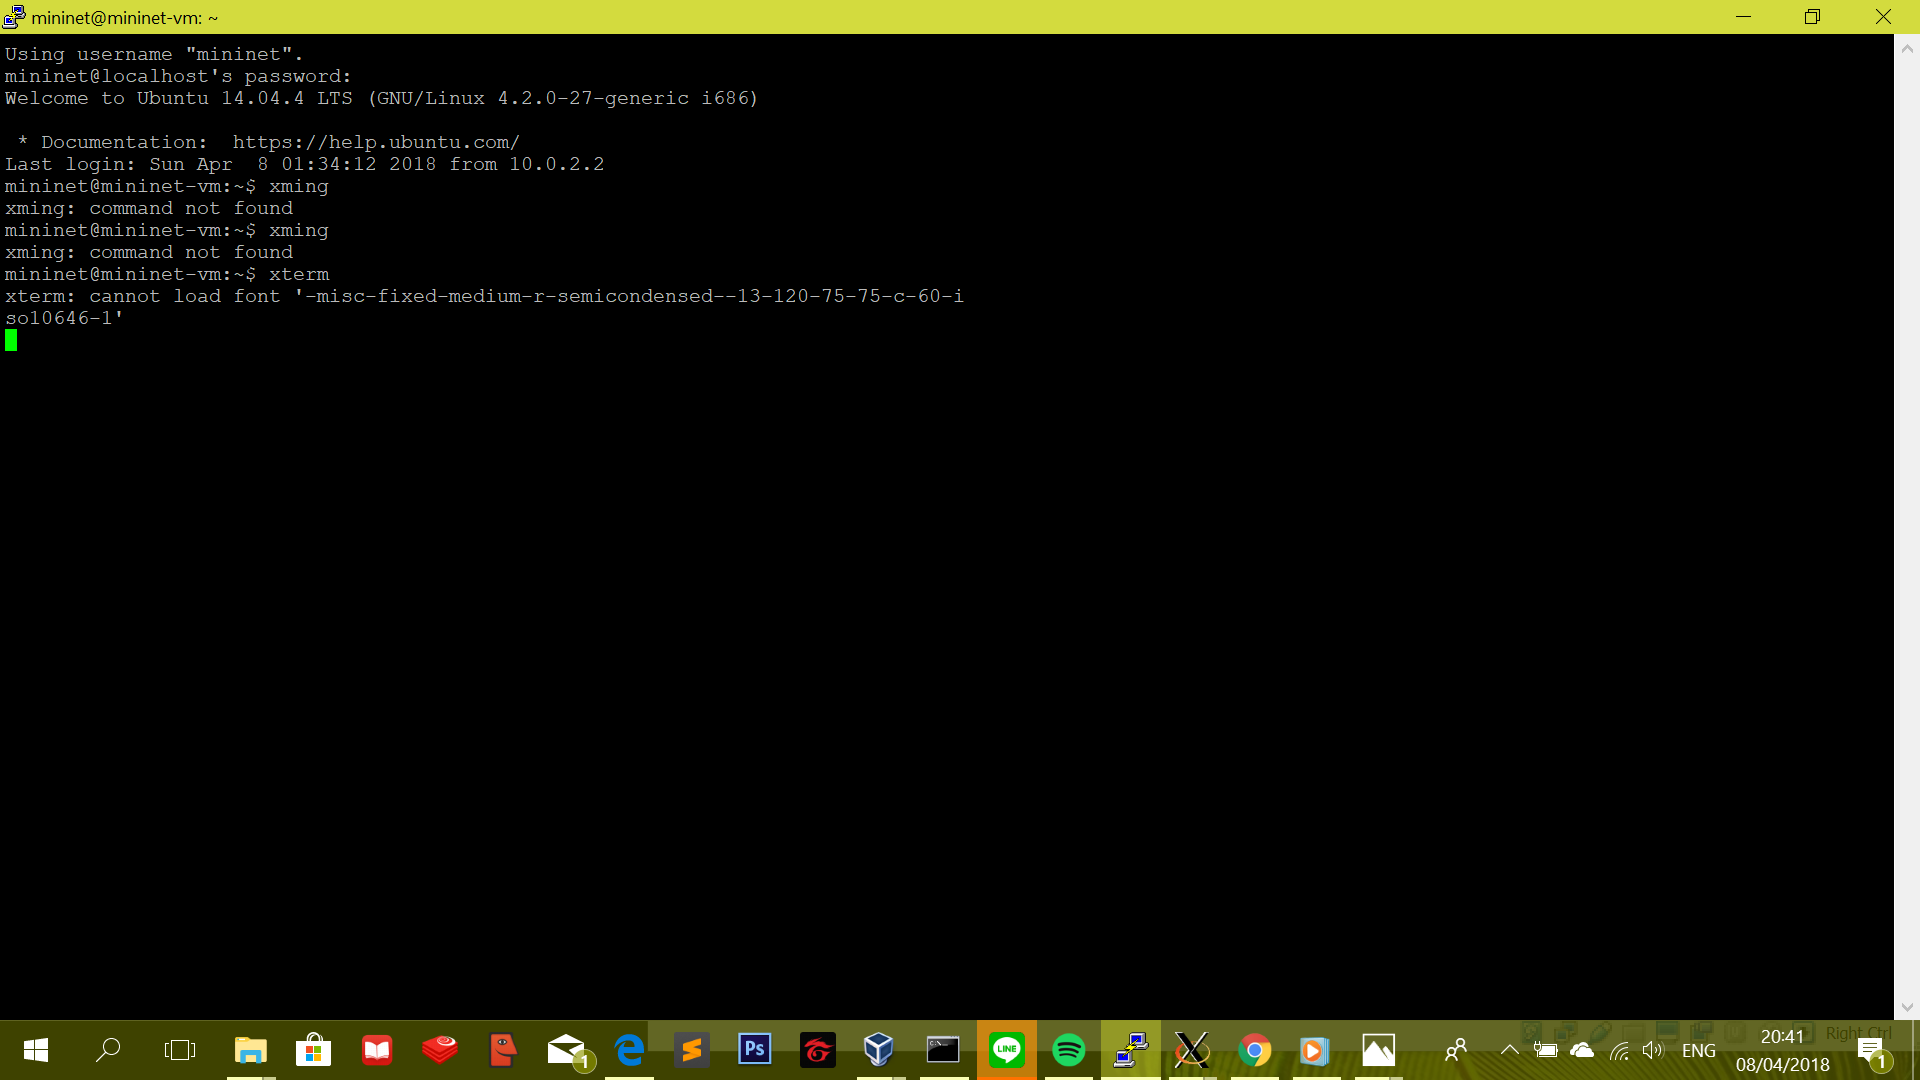 mininet@mininet-vm: ~
Using username "mininet".
mininet@localhost's password:
Welcome to Ubuntu 14.04.4 LTS (GNU/Linux 4.2.0-27-generic i686)
 * Documentation:  https://help.ubuntu.com/
Last login: Sun Apr  8 01:34:12 2018 from 10.0.2.2
mininet@mininet-vm:~$ xming
xming: command not found
mininet@mininet-vm:~$ xming
xming: command not found
mininet@mininet-vm:~$ xterm
xterm: cannot load font '-misc-fixed-medium-r-semicondensed--13-120-75-75-c-60-i
so10646-1'
Right Ctrl
1
Ps
C:\
LINE
ENG
20:41
08/04/2018
1